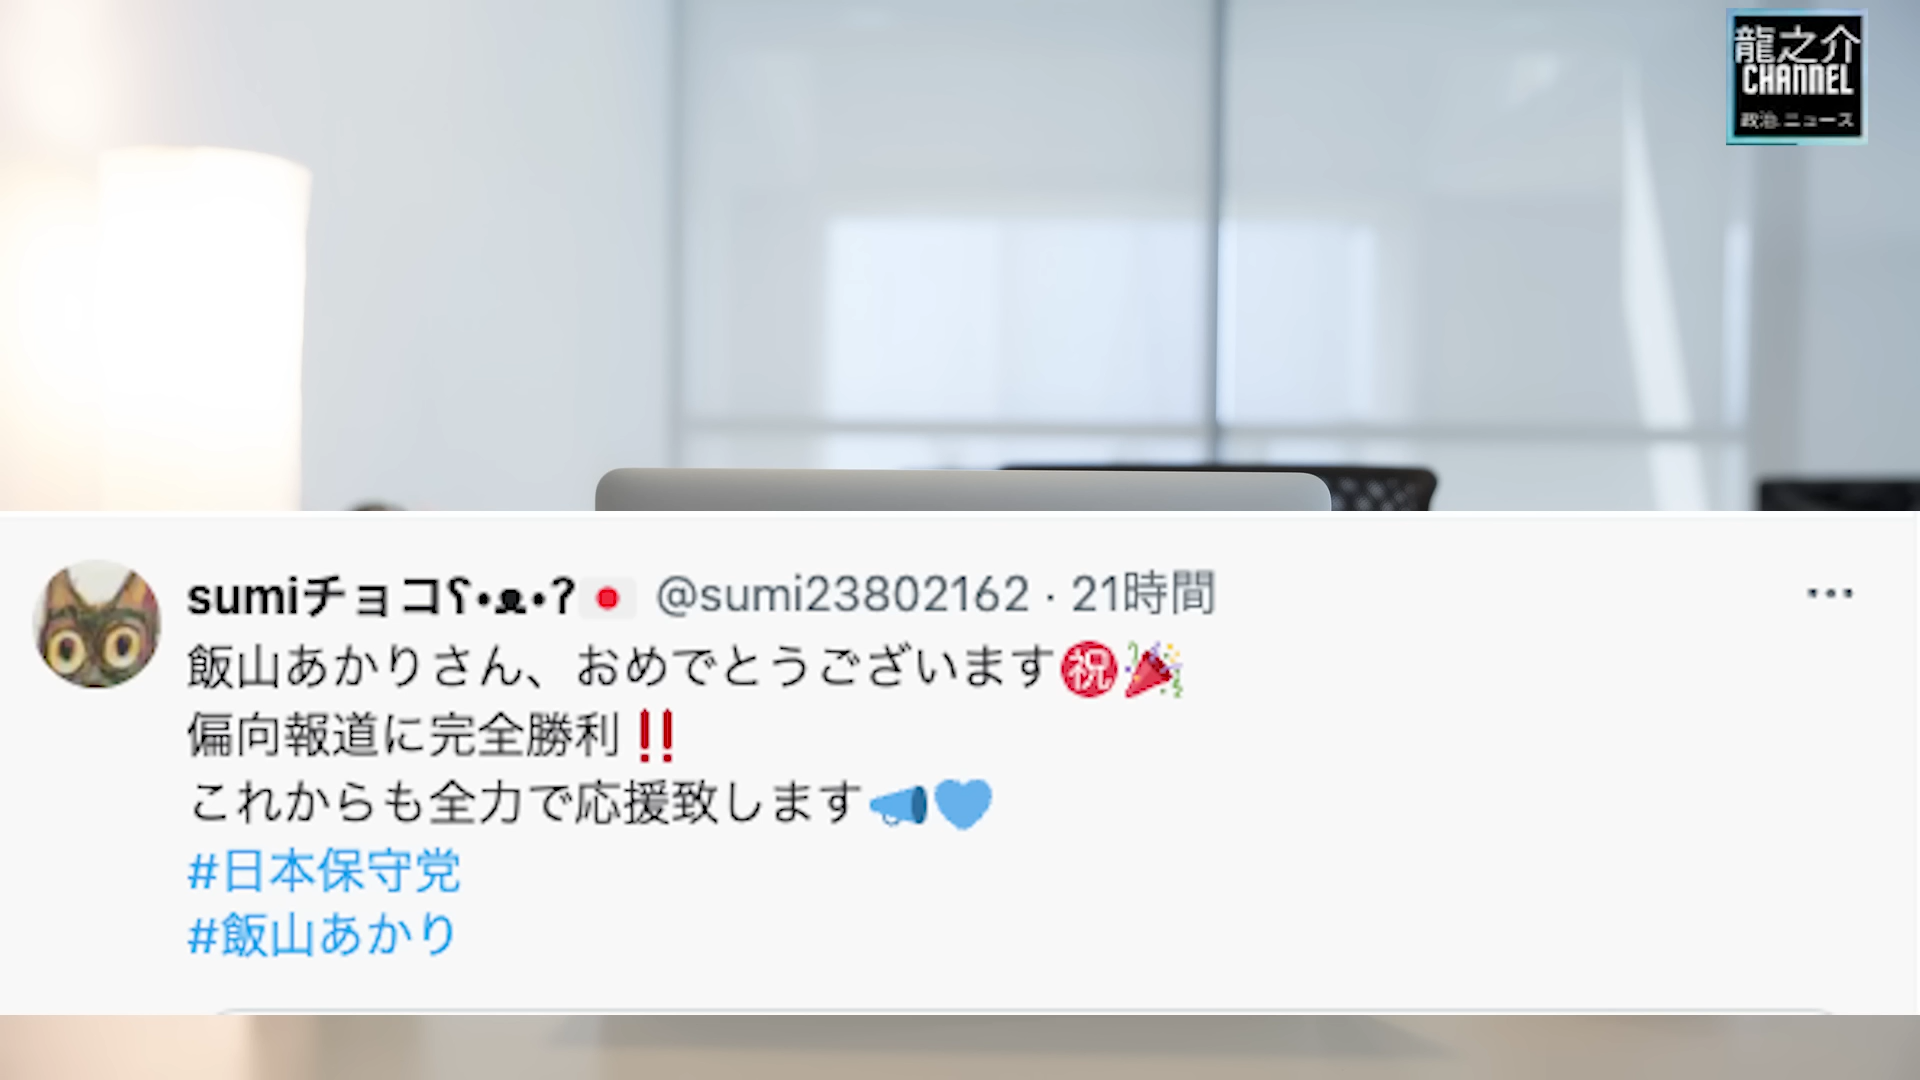 龍之介
CHANNEL
政治ニュース
sumiチョコʕ•ᴥ•ʔ🇯🇵 @sumi23802162 · 21時間
飯山あかりさん、おめでとうございます㊗️🎉
偏向報道に完全勝利‼️
これからも全力で応援致します📣💙
#日本保守党
#飯山あかり